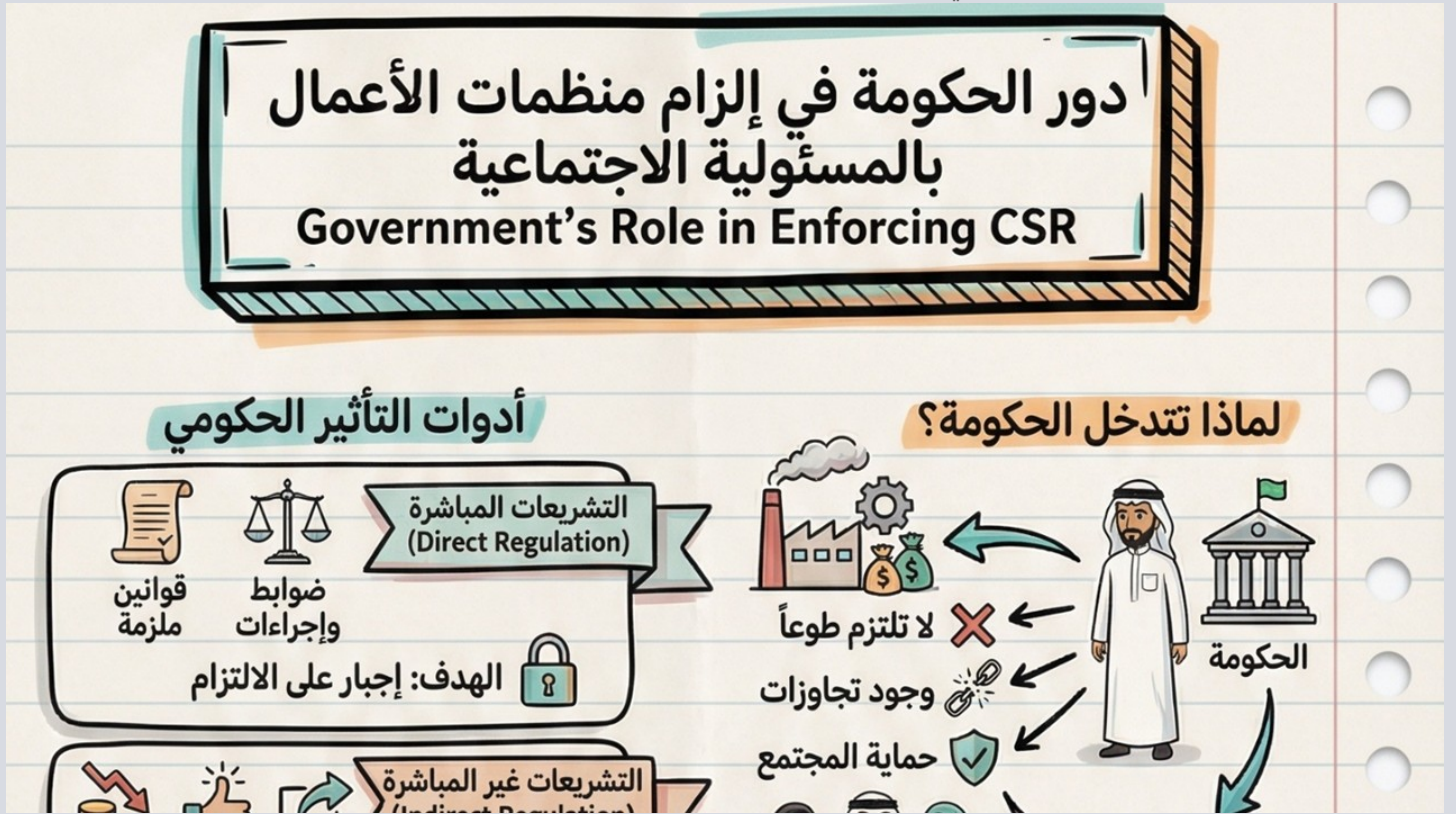 دور الحكومة في إلزام منظمات الأعمال
بالمسئولية الاجتماعية
Government's Role in Enforcing CSR
لماذا تتدخل الحكومة؟
الحكومة
لا تلتزم طوعاً
وجود تجاوزات
حماية المجتمع
أدوات التأثير الحكومي
التشريعات المباشرة
(Direct Regulation)
ضوابط
وإجراءات
قوانين
ملزمة
الهدف: إجبار على الالتزام
التشريعات غير المباشرة
(Indirect Regulation)